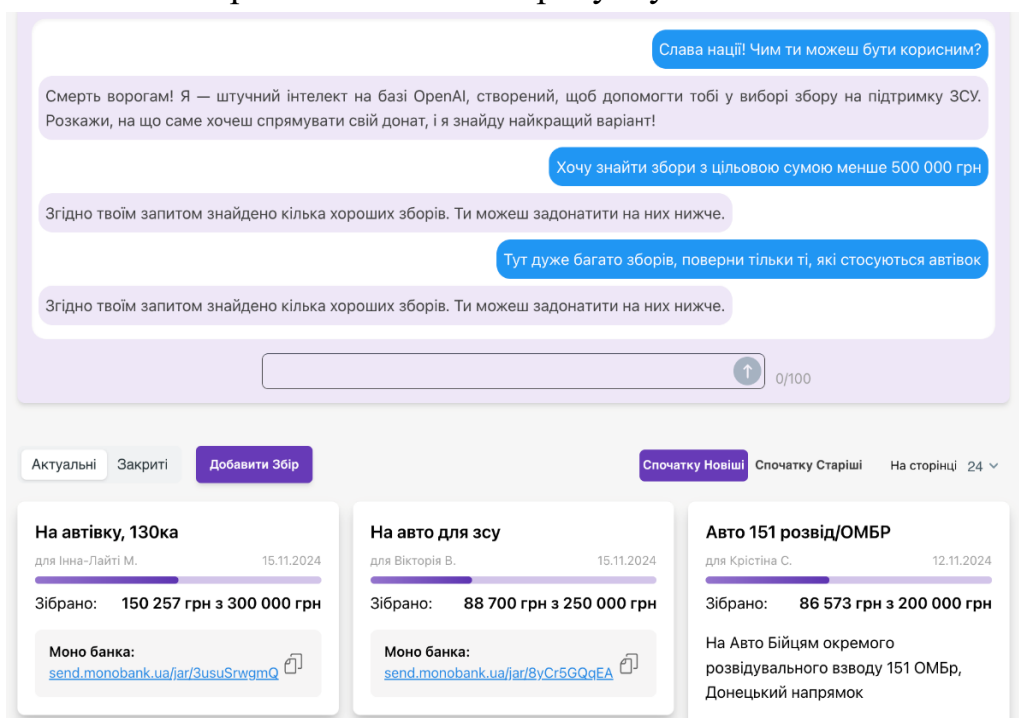 Слава нації! Чим ти можеш бути корисним?
Смерть ворогам! Я — штучний інтелект на базі OpenAI, створений, щоб допомогти тобі у виборі збору на підтримку ЗСУ.
Розкажи, на що саме хочеш спрямувати свій донат, і я знайду найкращий варіант!
Хочу знайти збори з цільовою сумою менше 500 000 грн
Згідно твоїм запитом знайдено кілька хороших зборів. Ти можеш задонатити на них нижче.
Тут дуже багато зборів, поверни тільки ті, які стосуються автівок
Згідно твоїм запитом знайдено кілька хороших зборів. Ти можеш задонатити на них нижче.
0/100
Актуальні Закриті Добавити Збір Спочатку Новіші Спочатку Старіші На сторінці 24
На автівку, 130ка
для Інна-Лайті М. 15.11.2024
Зібрано: 150 257 грн з 300 000 грн
Моно банка:
send.monobank.ua/jar/3usuSrwgmQ
На авто для зсу
для Вікторія В. 15.11.2024
Зібрано: 88 700 грн з 250 000 грн
Моно банка:
send.monobank.ua/jar/8yCr5GQqEA
Авто 151 розвід/ОМБР
для Крістіна С. 12.11.2024
Зібрано: 86 573 грн з 200 000 грн
На Авто Бійцям окремого
розвідувального взводу 151 ОМБр,
Донецький напрямок